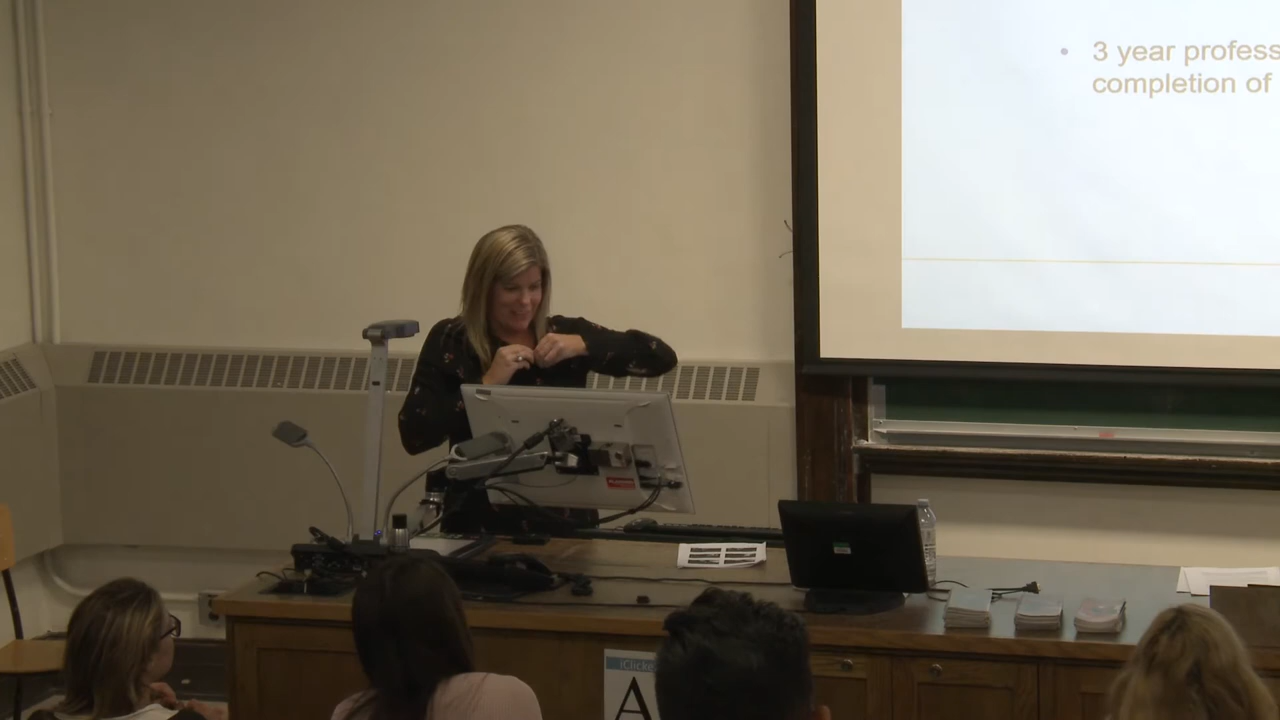 • 3 year profess
completion of
iClicke
A